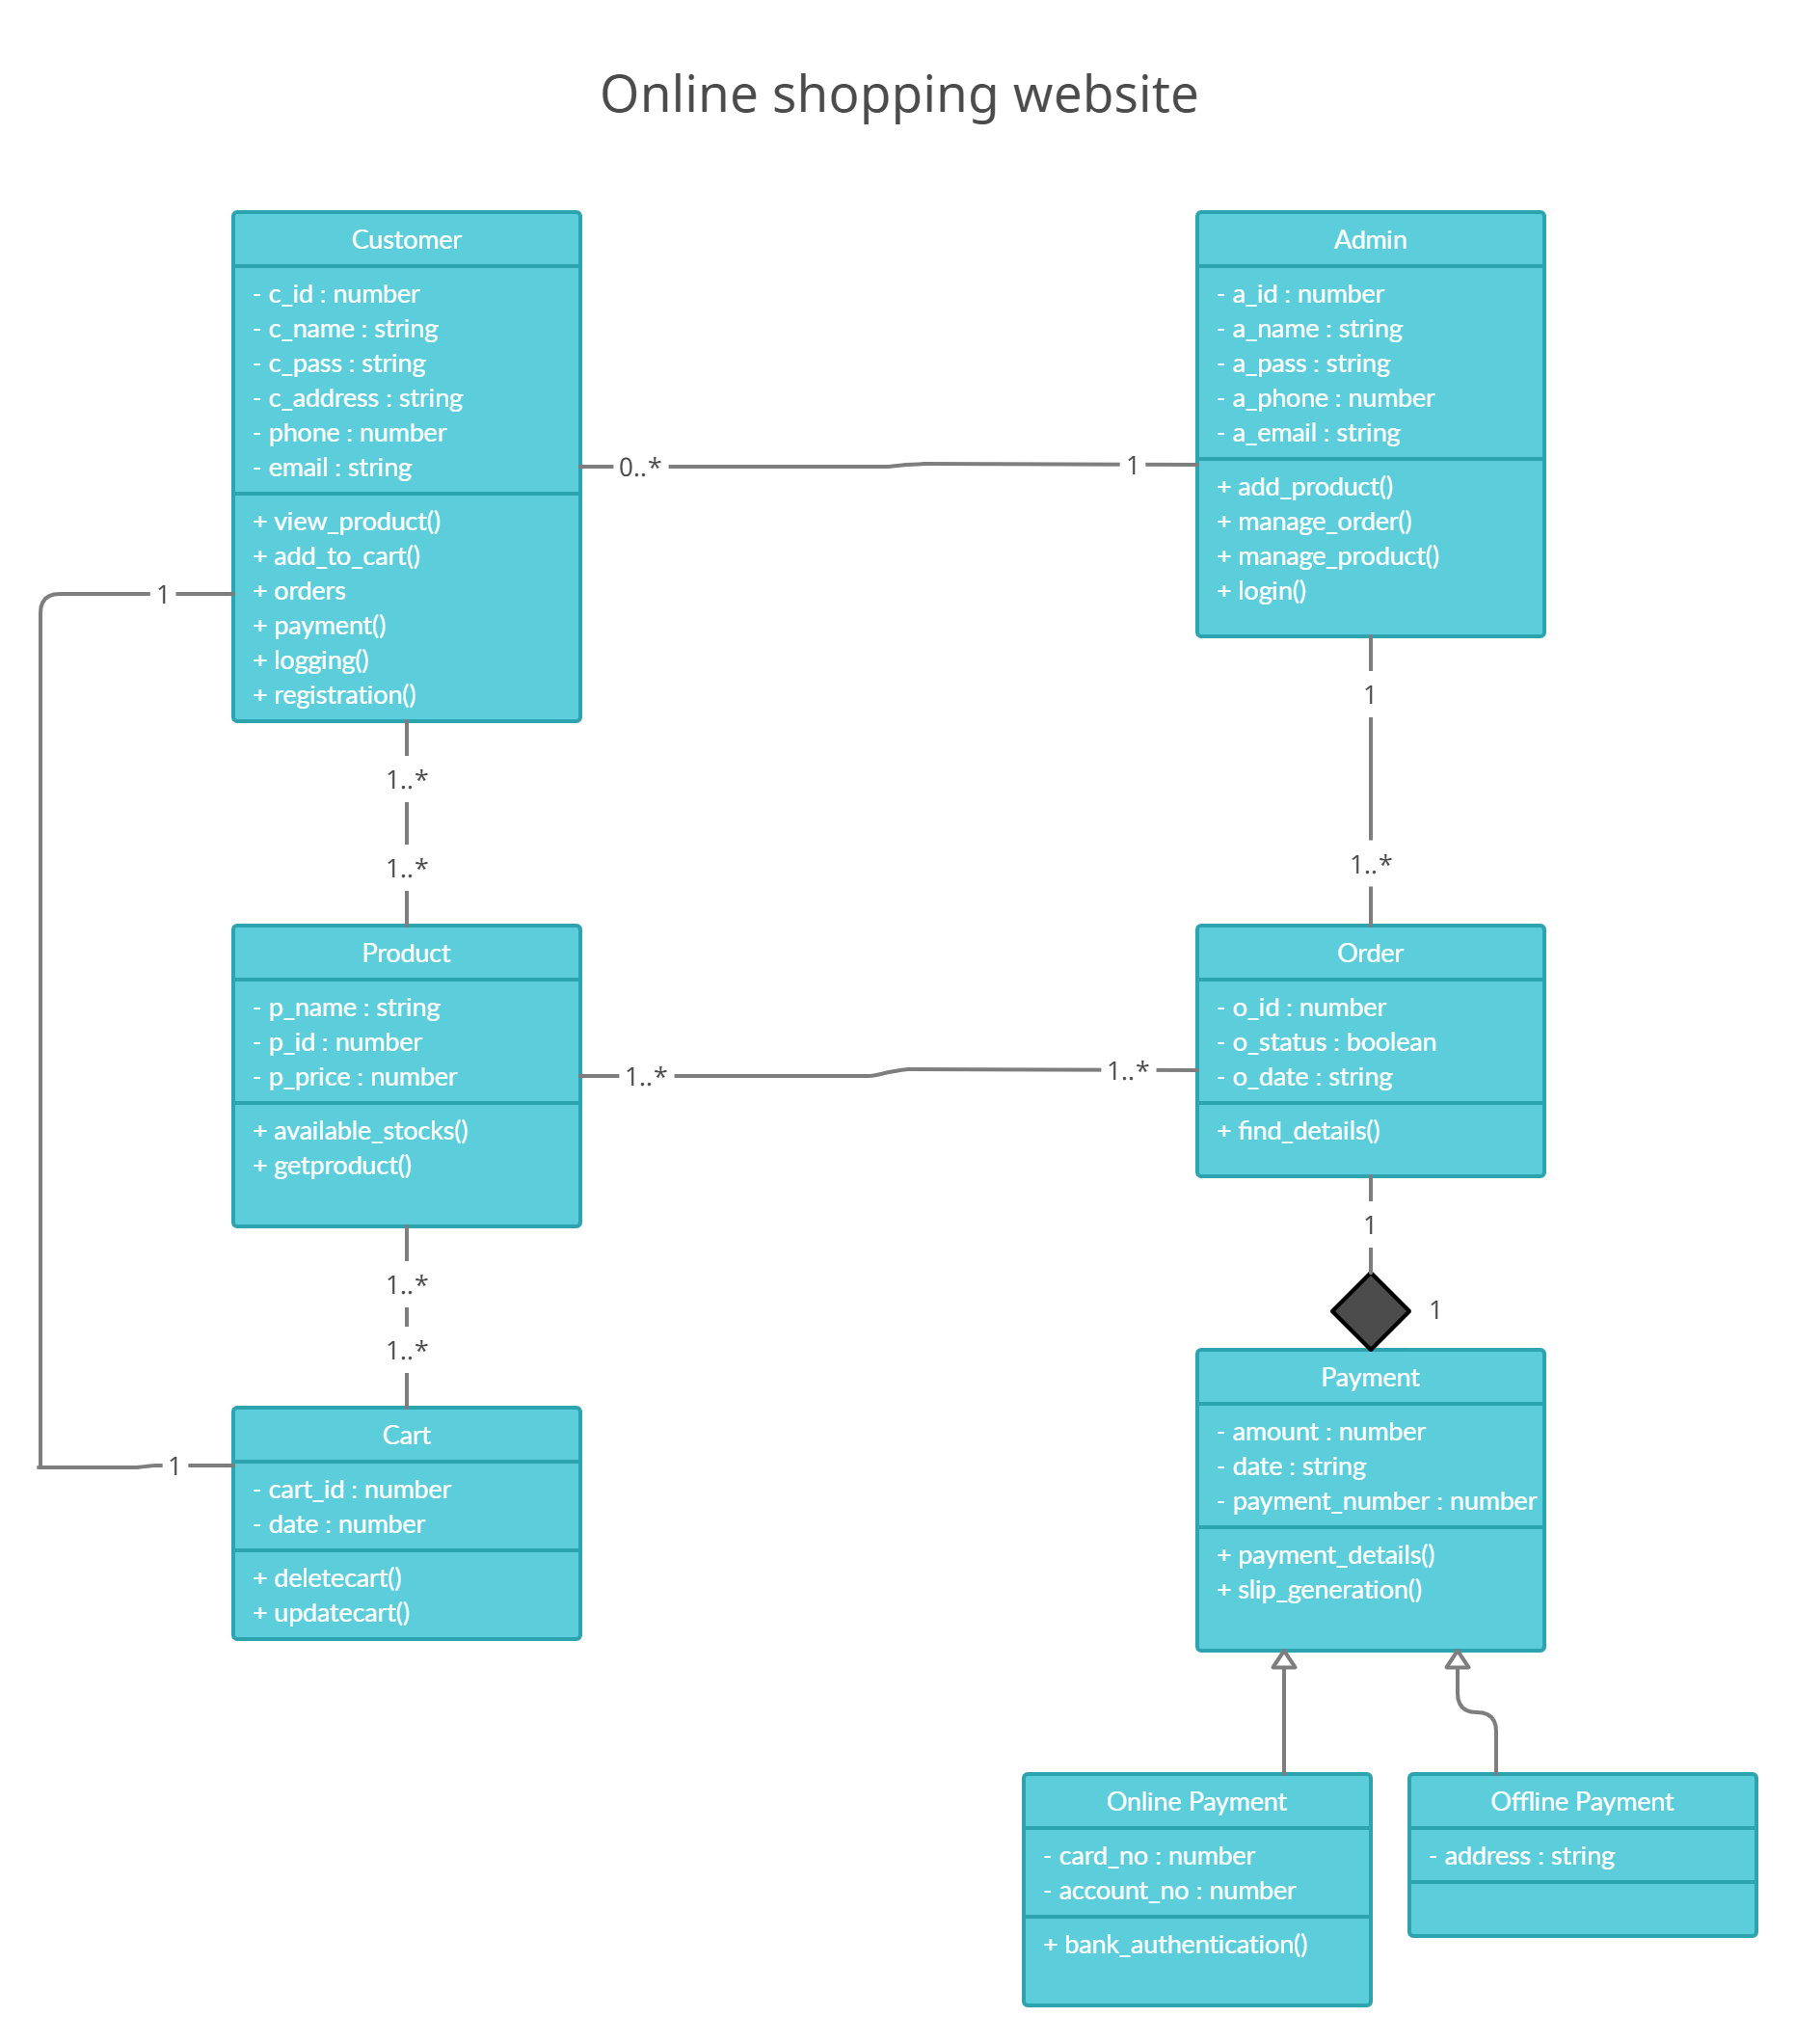 Online shopping website
Customer
- c_id : number
- c_name : string
- c_pass : string
- c_address : string
- phone : number
- email : string
+ view_product()
+ add_to_cart()
+ orders
+ payment()
+ logging()
+ registration()
0..*
1
Admin
- a_id : number
- a_name : string
- a_pass : string
- a_phone : number
- a_email : string
+ add_product()
+ manage_order()
+ manage_product()
+ login()
1
1..*
1..*
1
1..*
Product
- p_name : string
- p_id : number
- p_price : number
+ available_stocks()
+ getproduct()
1..*
1..*
Order
- o_id : number
- o_status : boolean
- o_date : string
+ find_details()
1..*
1..*
1
1
Cart
- cart_id : number
- date : number
+ deletecart()
+ updatecart()
1
Payment
- amount : number
- date : string
- payment_number : number
+ payment_details()
+ slip_generation()
Online Payment
- card_no : number
- account_no : number
+ bank_authentication()
Offline Payment
- address : string